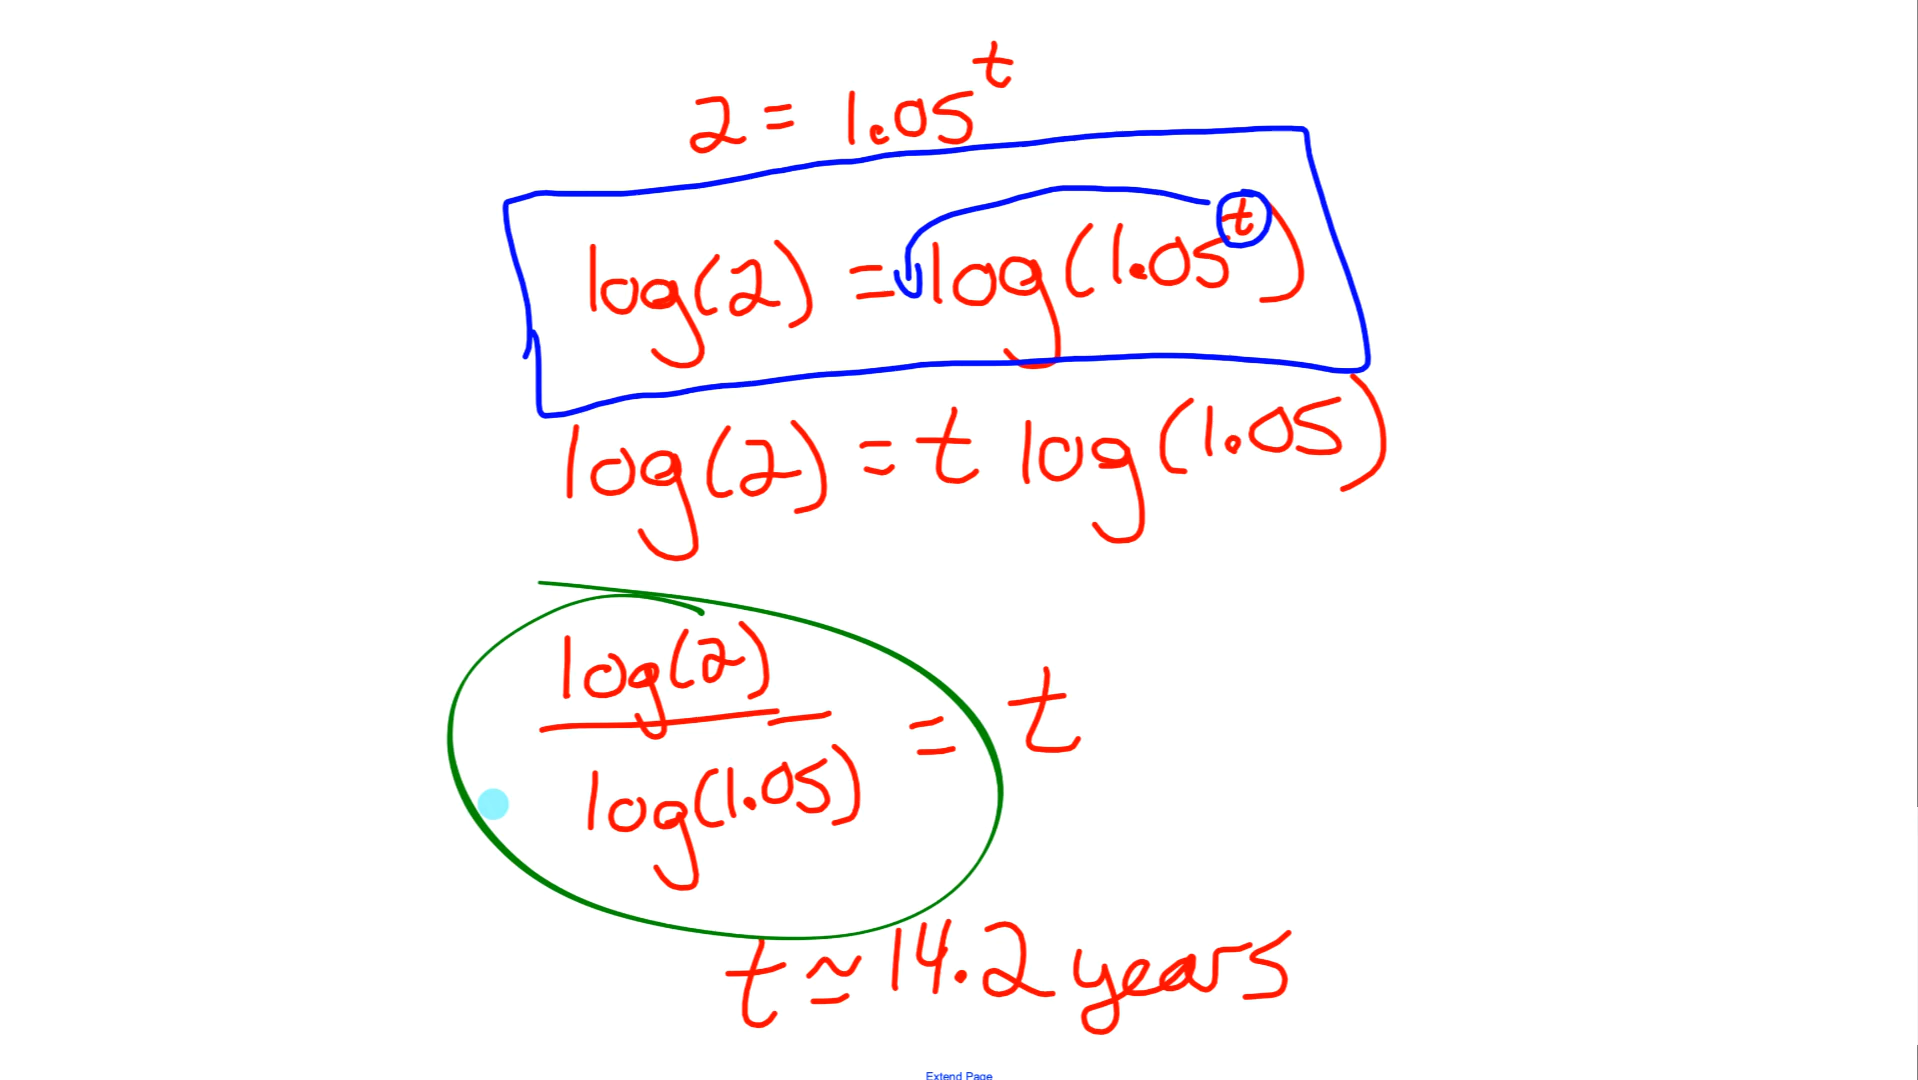 2 = 1.05^t
log(2) = log(1.05^t)
log(2) = t log(1.05)
log(2)
log(1.05)
= t
t ≅ 14.2 years
Extend Page